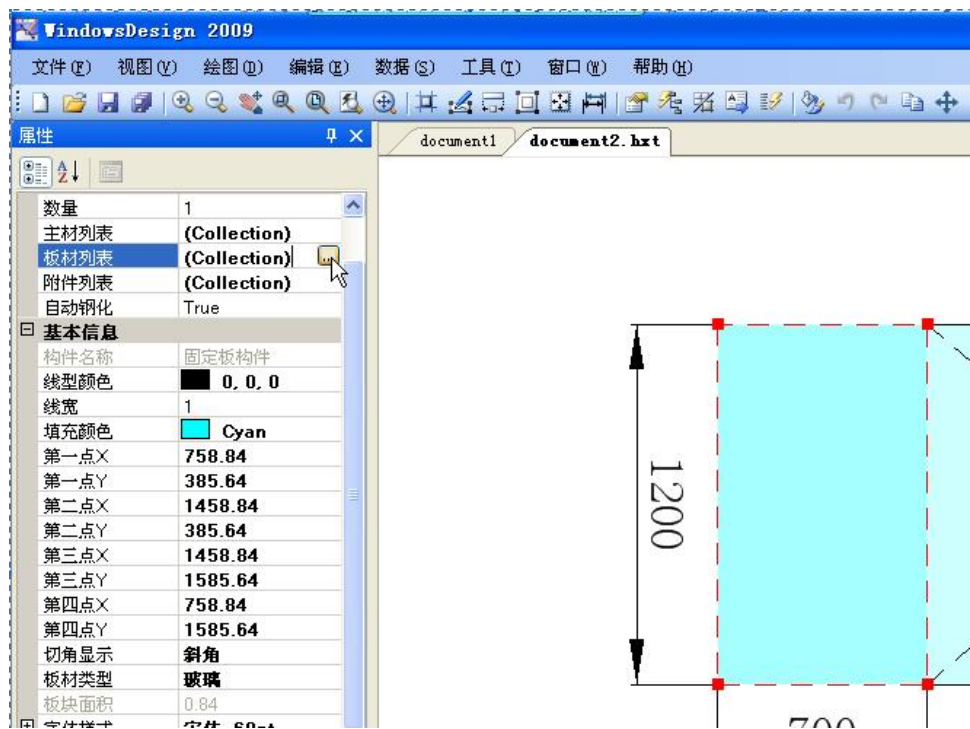 WindowsDesign 2009
文件(F) 视图(V) 绘图(D) 编辑(E) 数据(S) 工具(T) 窗口(W) 帮助(H)
属性
document1 document2.hxt
数量 1
主材列表 (Collection)
板材列表 (Collection) ...
附件列表 (Collection)
自动钢化 True
基本信息
构件名称 固定板构件
线型颜色 0, 0, 0
线宽 1
填充颜色 Cyan
第一点X 758.84
第一点Y 385.64
第二点X 1458.84
第二点Y 385.64
第三点X 1458.84
第三点Y 1585.64
第四点X 758.84
第四点Y 1585.64
切角显示 斜角
板材类型 玻璃
板块面积 0.84
字体样式 宋体, 60pt
1200
700